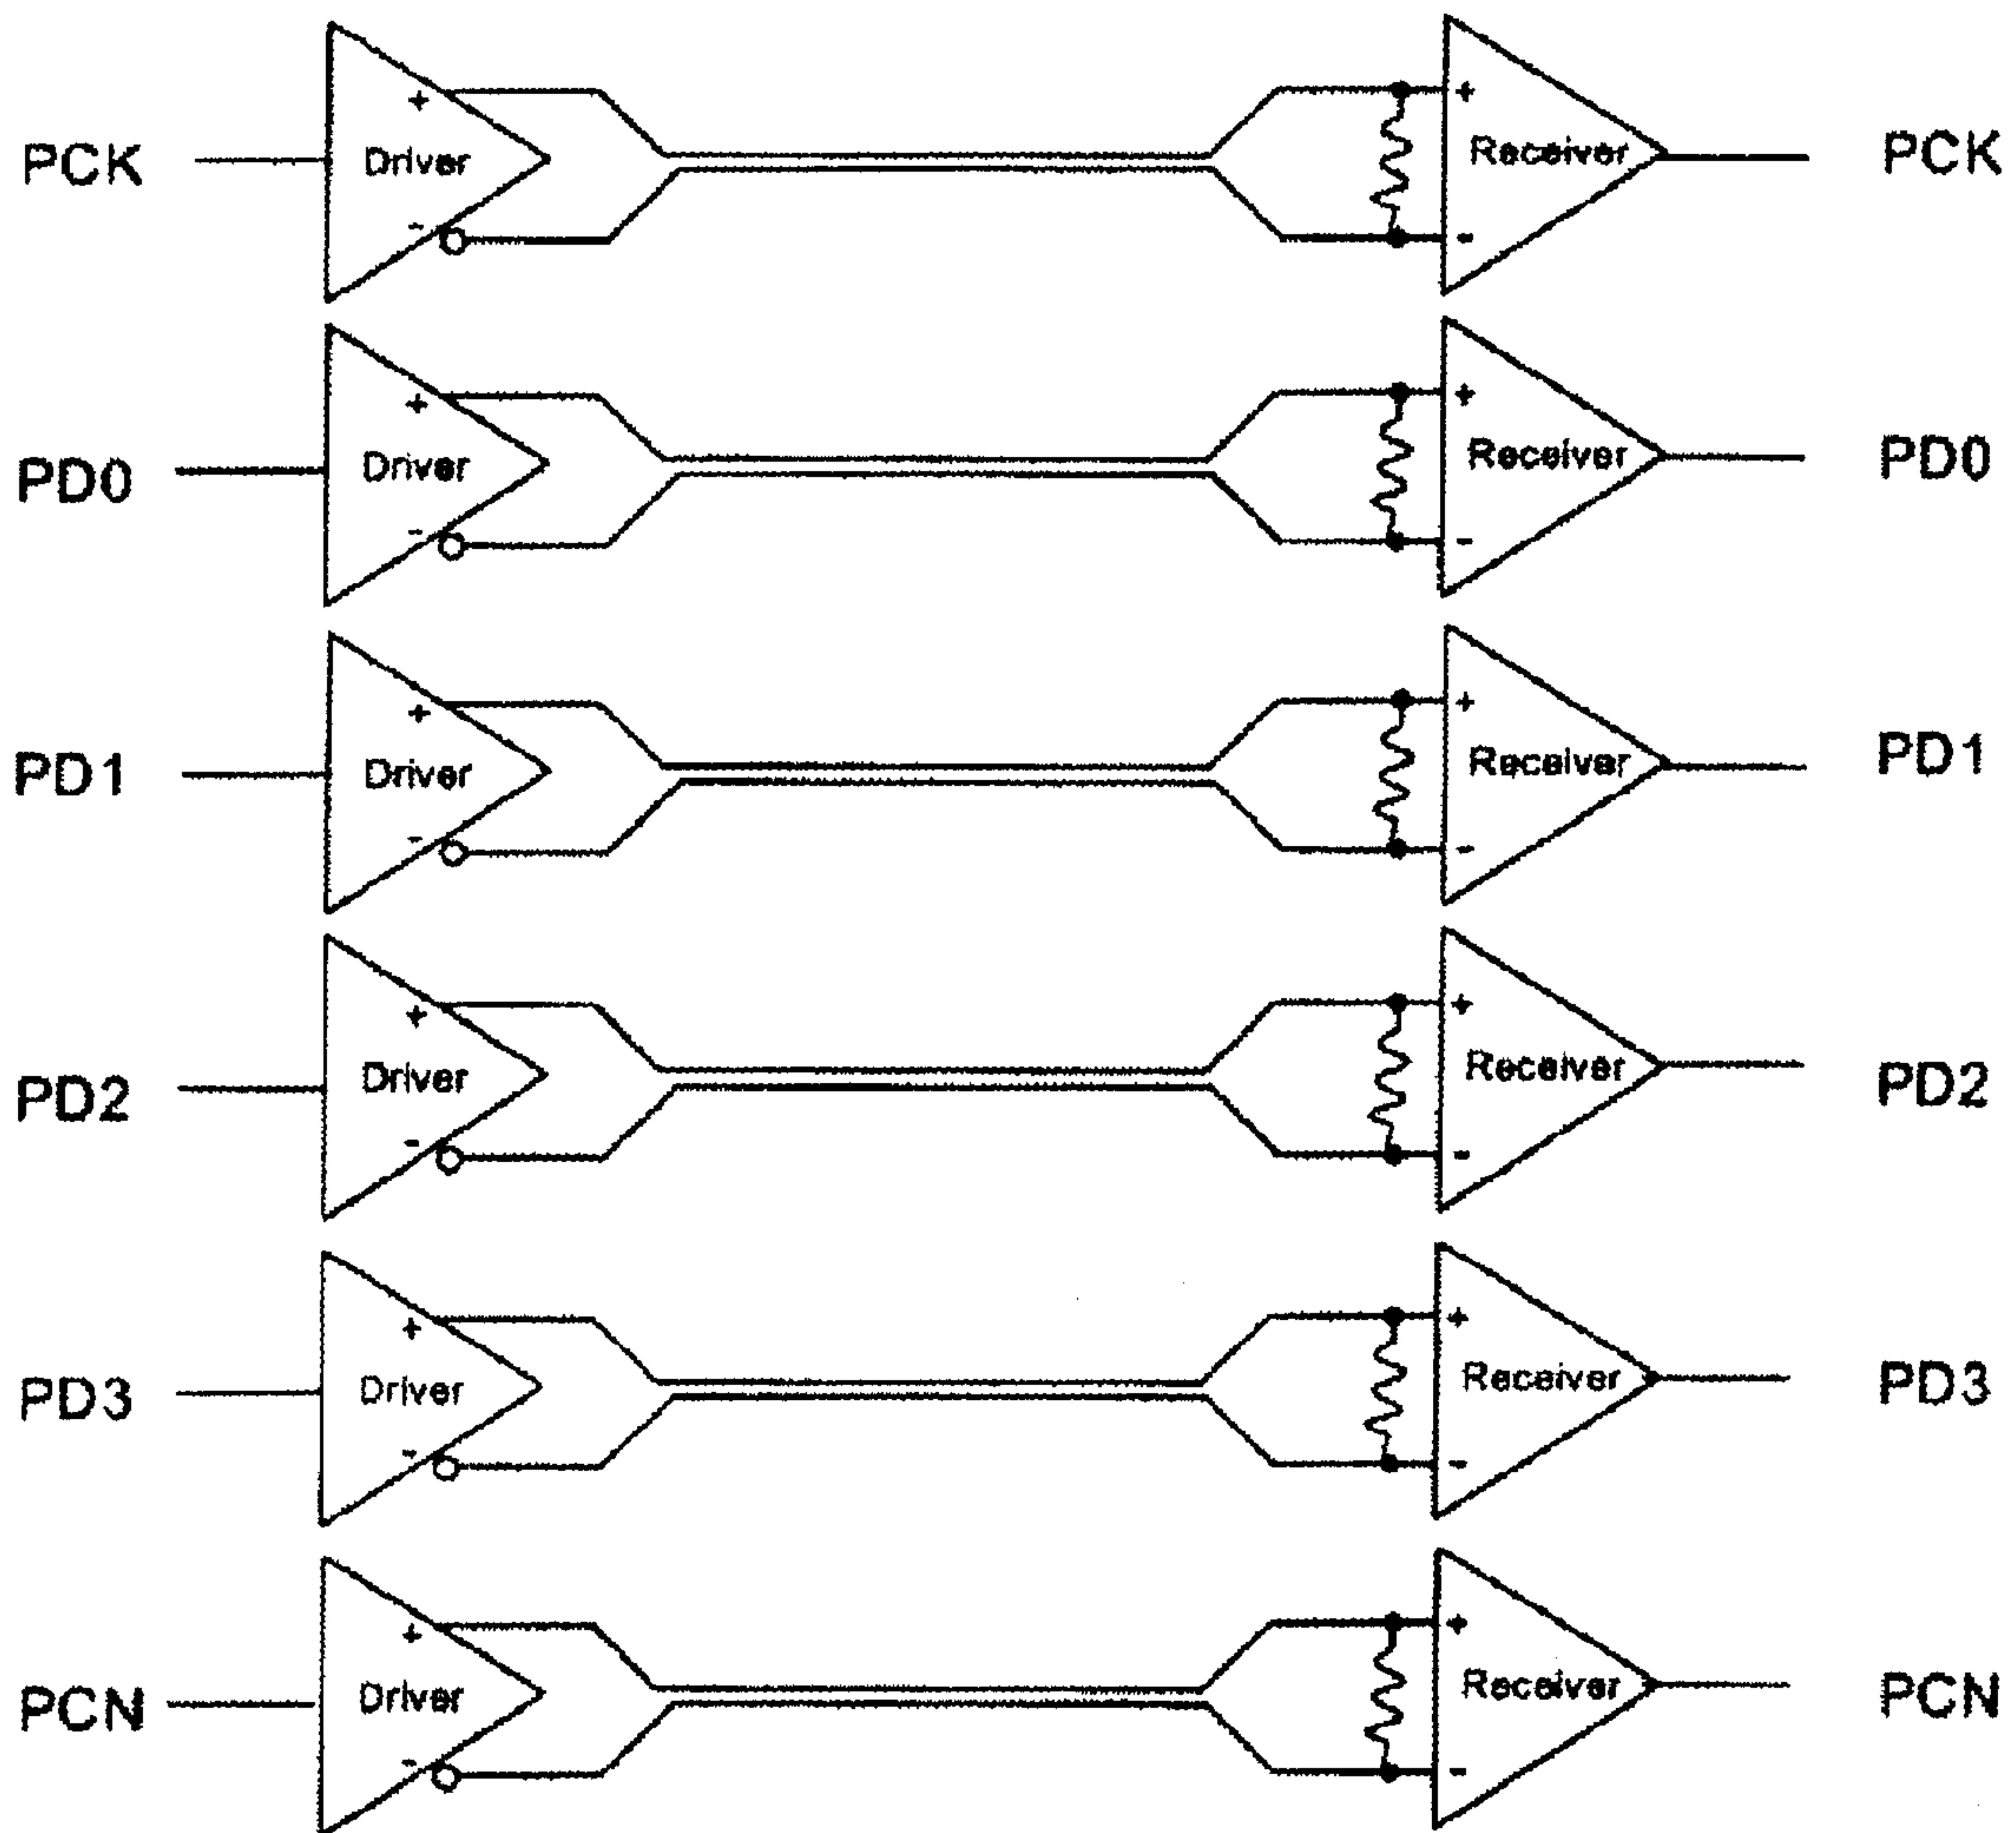 PCK + Driver - + Receiver - PCK
PD0 + Driver - + Receiver - PD0
PD1 + Driver - + Receiver - PD1
PD2 + Driver - + Receiver - PD2
PD3 + Driver - + Receiver - PD3
PCN + Driver - + Receiver - PCN